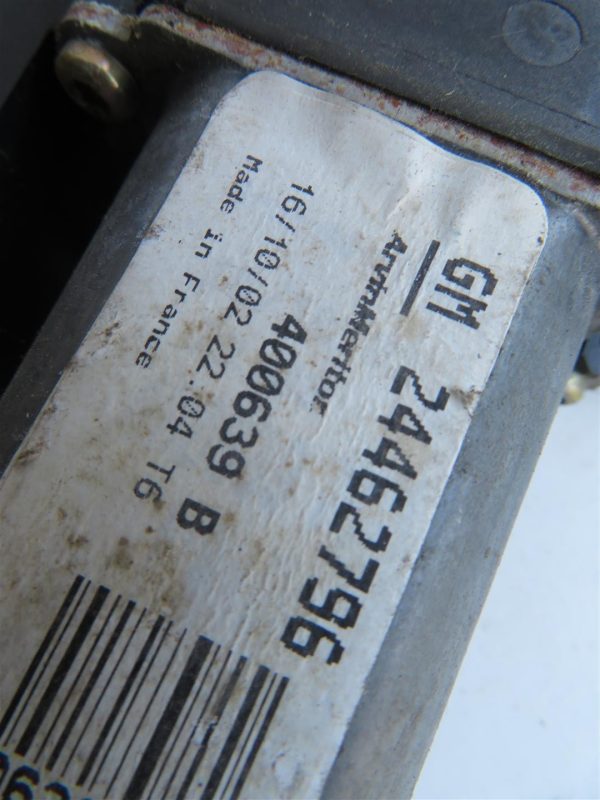 GM 24462796
ArvinMeritor
400639 B
16/10/02 22.04 T6
Made in France